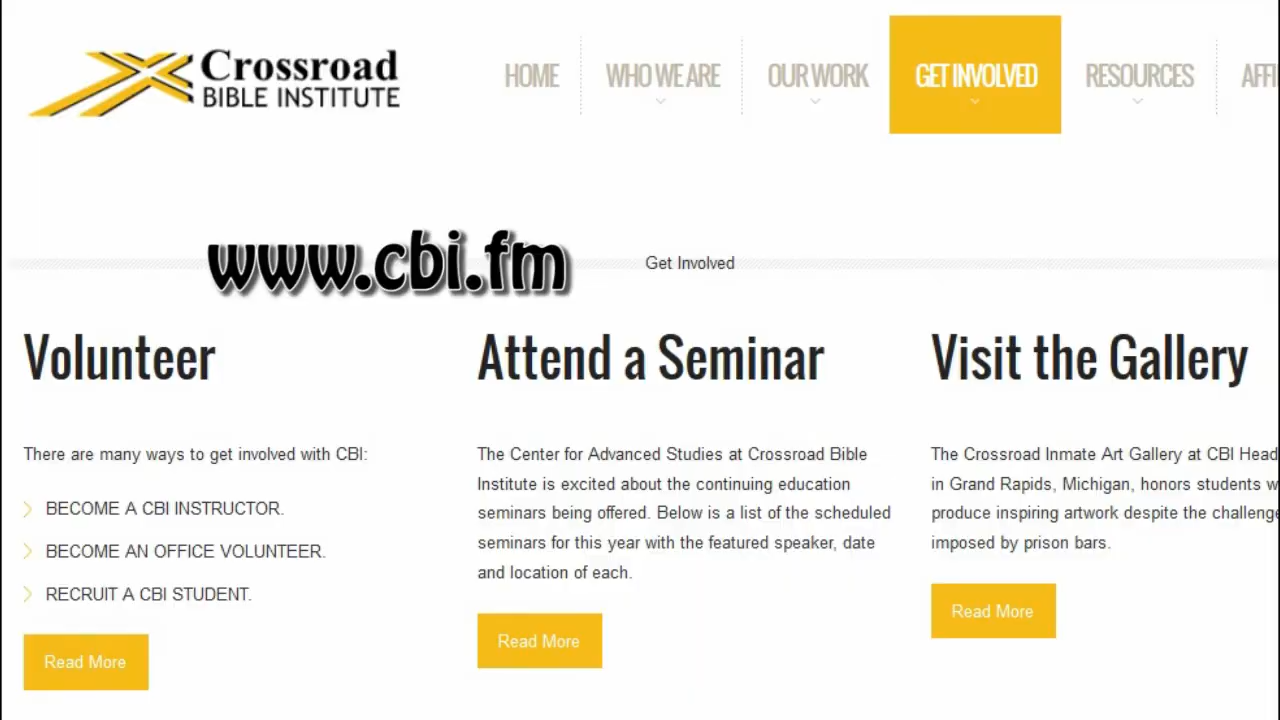 Crossroad
BIBLE INSTITUTE
HOME
WHO WE ARE
OUR WORK
GET INVOLVED
RESOURCES
AFFI
www.cbi.fm
Get Involved
Volunteer
There are many ways to get involved with CBI:
BECOME A CBI INSTRUCTOR.
BECOME AN OFFICE VOLUNTEER.
RECRUIT A CBI STUDENT.
Read More
Attend a Seminar
The Center for Advanced Studies at Crossroad Bible
Institute is excited about the continuing education
seminars being offered. Below is a list of the scheduled
seminars for this year with the featured speaker, date
and location of each.
Read More
Visit the Gallery
The Crossroad Inmate Art Gallery at CBI Head
in Grand Rapids, Michigan, honors students w
produce inspiring artwork despite the challenge
imposed by prison bars.
Read More